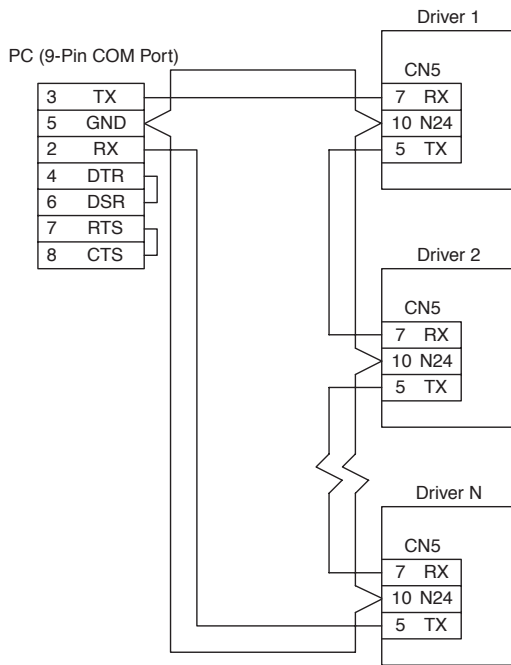 PC (9-Pin COM Port)
3 TX
5 GND
2 RX
4 DTR
6 DSR
7 RTS
8 CTS
Driver 1
CN5
7 RX
10 N24
5 TX
Driver 2
CN5
7 RX
10 N24
5 TX
Driver N
CN5
7 RX
10 N24
5 TX